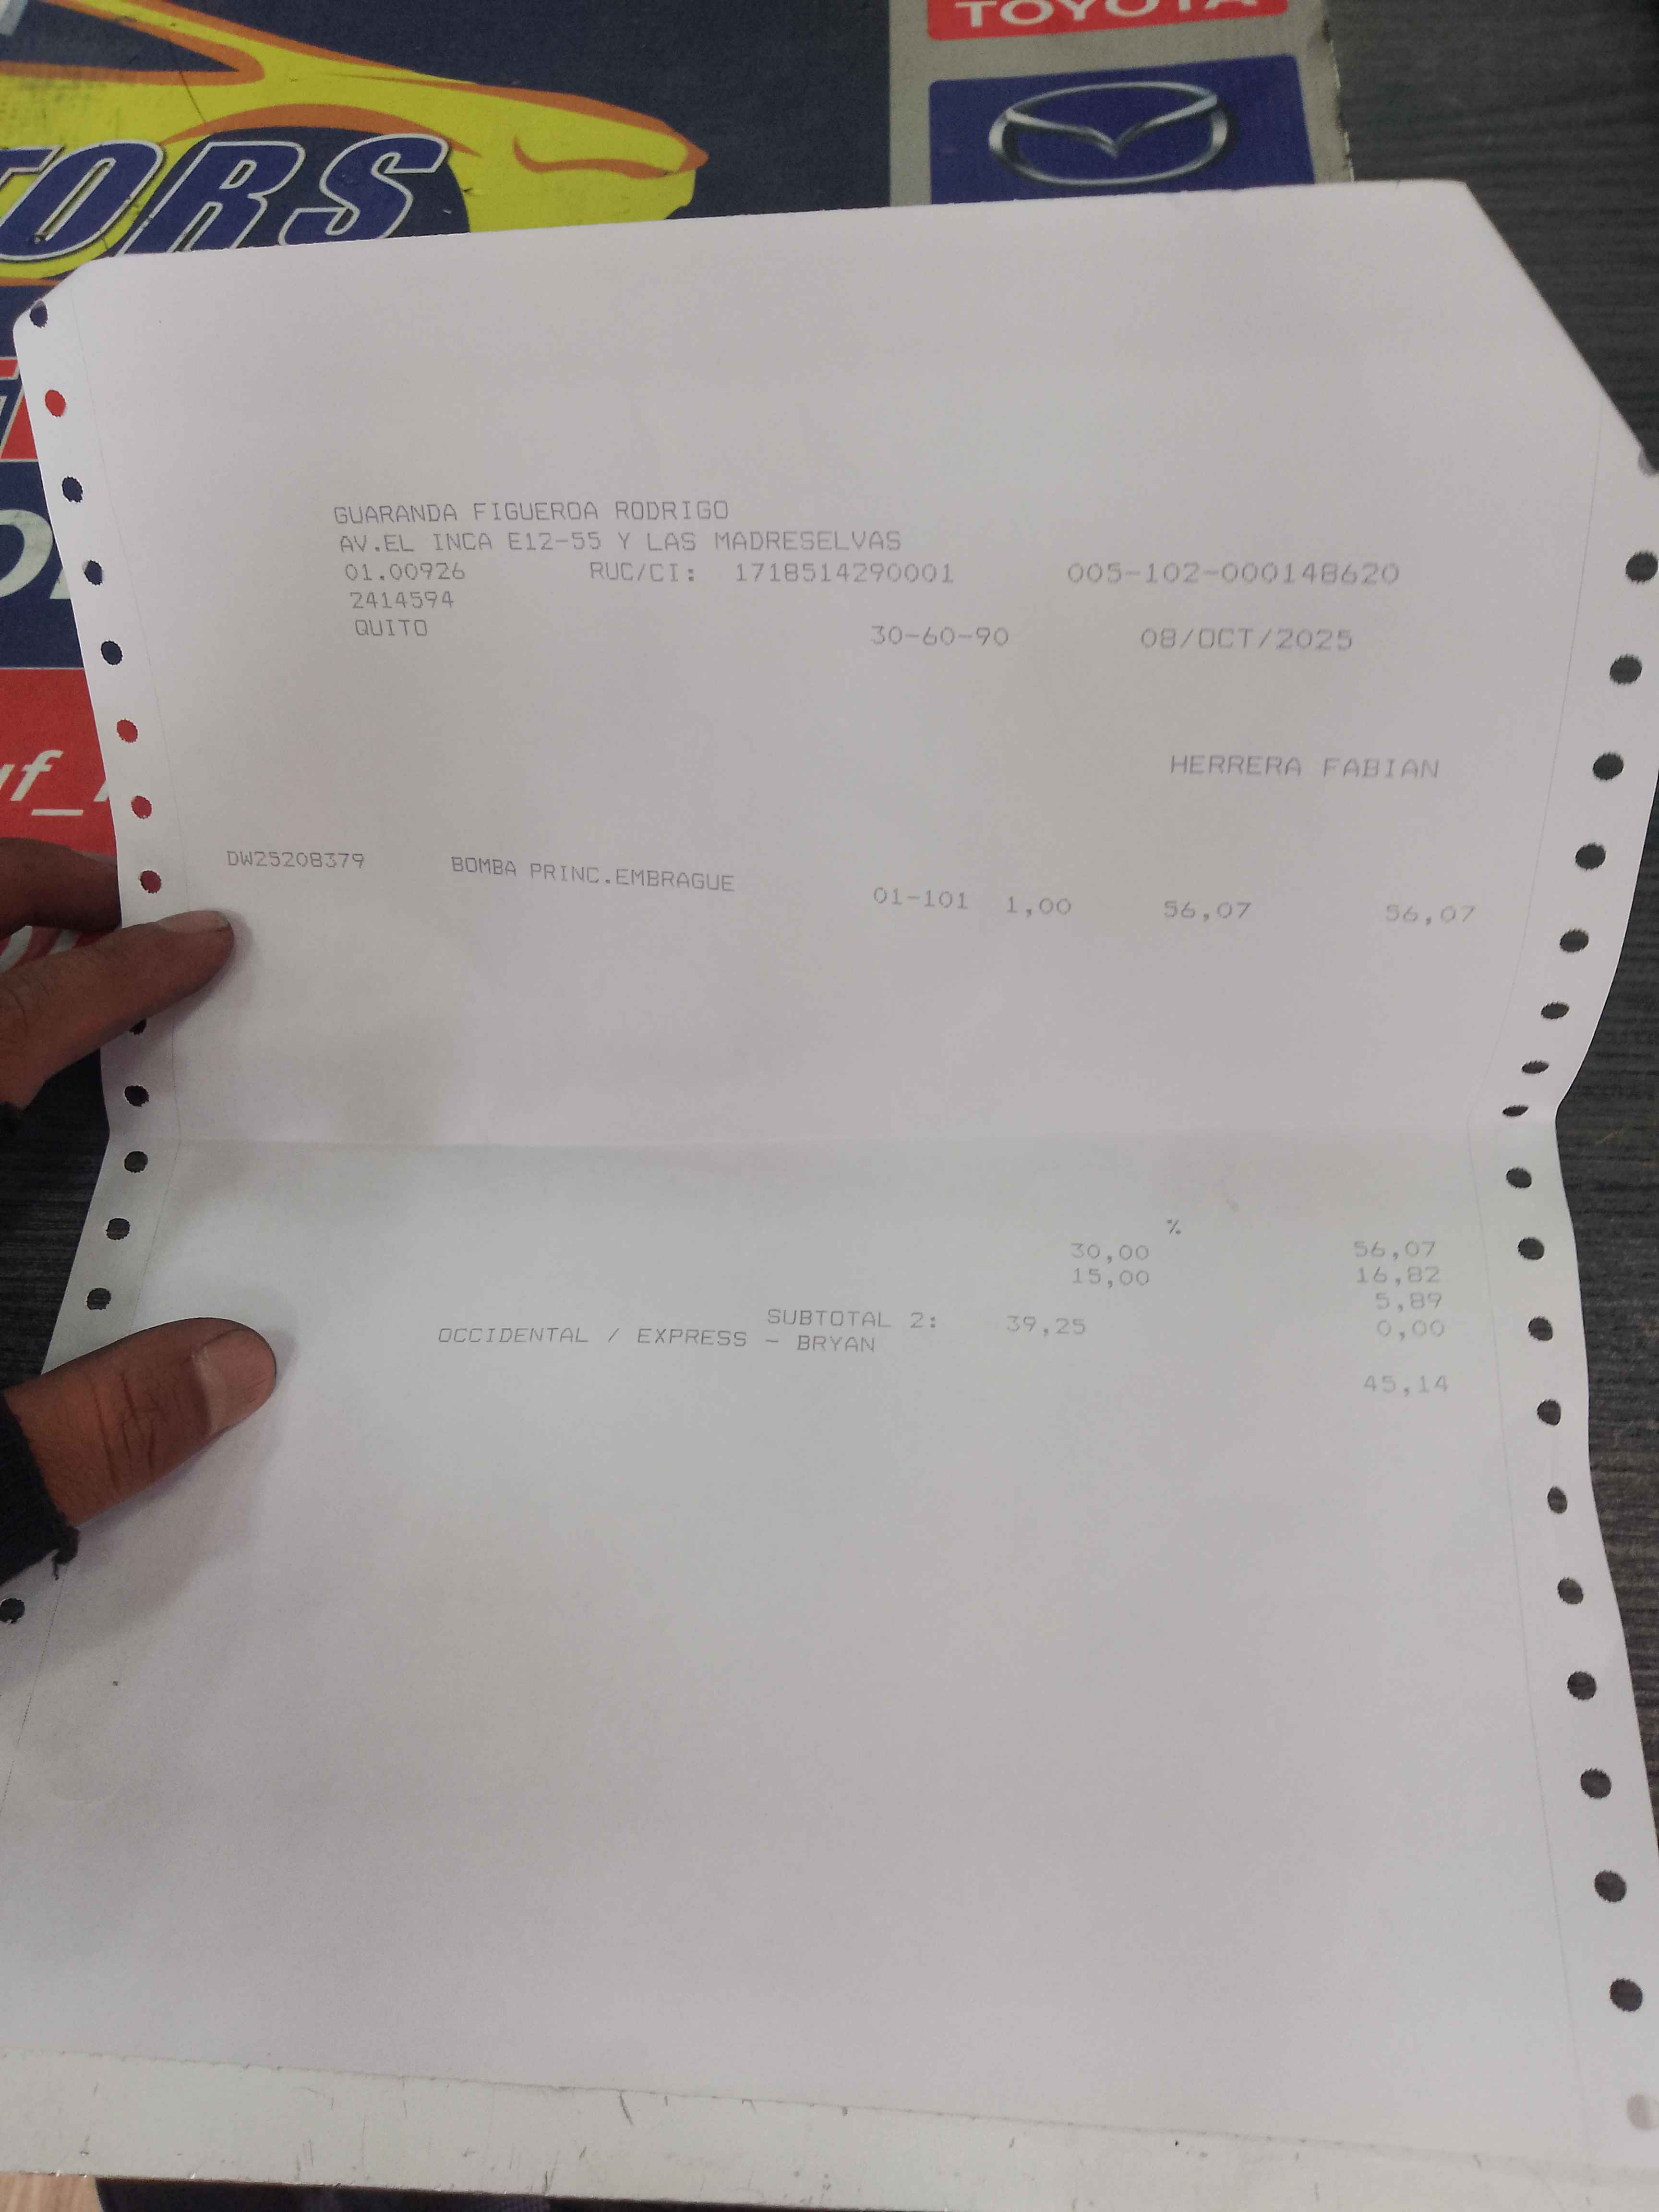 TOYOTA
TORS
GUARANDA FIGUEROA RODRIGO
AV.EL INCA E12-55 Y LAS MADRESELVAS
01.00926 RUC/CI: 1718514290001 005-102-000148620
2414594
QUITO 30-60-90 08/OCT/2025
HERRERA FABIAN
DW25208379 BOMBA PRINC.EMBRAGUE 01-101 1,00 56,07 56,07
%
30,00 56,07
15,00 16,82
5,89
SUBTOTAL 2: 39,25 0,00
OCCIDENTAL / EXPRESS - BRYAN
45,14